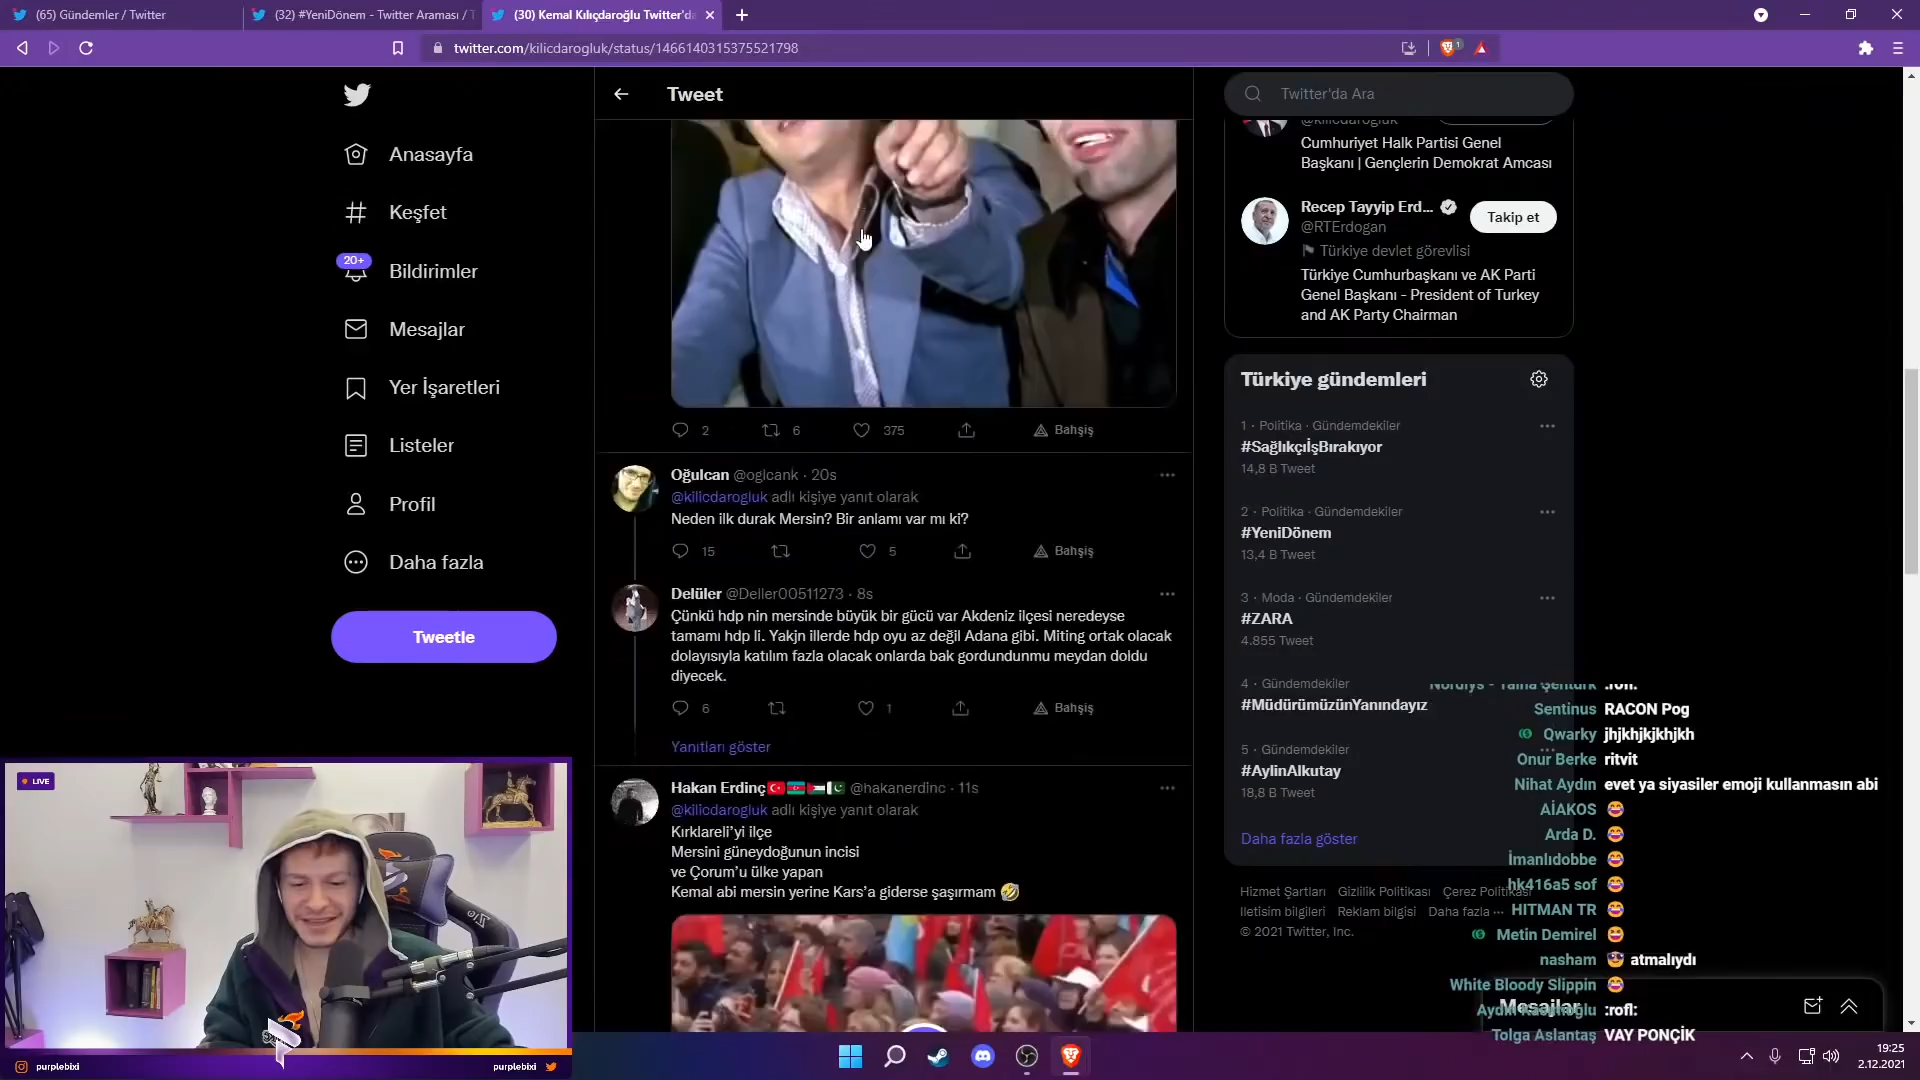 (65) Gündemler / Twitter
(32) #YeniDönem - Twitter Araması / T
(30) Kemal Kılıçdaroğlu Twitter'da
twitter.com/kilicdarogluk/status/1466140315375521798
1
Anasayfa
Keşfet
20+
Bildirimler
Mesajlar
Yer İşaretleri
Listeler
Profil
Daha fazla
Tweetle
Tweet
2
6
375
Bahşiş
Oğulcan @oglcank · 20s
@kilicdarogluk adlı kişiye yanıt olarak
Neden ilk durak Mersin? Bir anlamı var mı ki?
15
5
Bahşiş
Delüler @Deller00511273 · 8s
Çünkü hdp nin mersinde büyük bir gücü var Akdeniz ilçesi neredeyse
tamamı hdp li. Yakjn illerde hdp oyu az değil Adana gibi. Miting ortak olacak
dolayısıyla katılım fazla olacak onlarda bak gordundunmu meydan doldu
diyecek.
6
1
Bahşiş
Yanıtları göster
Hakan Erdinç @hakanerdinc · 11s
@kilicdarogluk adlı kişiye yanıt olarak
Kırklareli'yi ilçe
Mersini güneydoğunun incisi
ve Çorum'u ülke yapan
Kemal abi mersin yerine Kars'a giderse şaşırmam 🤣
Twitter'da Ara
@kilicdarogluk
Cumhuriyet Halk Partisi Genel
Başkanı | Gençlerin Demokrat Amcası
Recep Tayyip Erd...
@RTErdogan
Takip et
Türkiye devlet görevlisi
Türkiye Cumhurbaşkanı ve AK Parti
Genel Başkanı - President of Turkey
and AK Party Chairman
Türkiye gündemleri
1 · Politika · Gündemdekiler
#SağlıkçıİşBırakıyor
14,8 B Tweet
2 · Politika · Gündemdekiler
#YeniDönem
13,4 B Tweet
3 · Moda · Gündemdekiler
#ZARA
4.855 Tweet
4 · Gündemdekiler
#MüdürümüzünYanındayız
5 · Gündemdekiler
#AylinAlkutay
18,8 B Tweet
Daha fazla göster
Hizmet Şartları Gizlilik Politikası Çerez Politikası
İletişim bilgileri Reklam bilgisi Daha fazla ···
© 2021 Twitter, Inc.
Mesajlar
:rofl:
Sentinus RACON Pog
Qwarky jhjkhjkjkhjkh
Onur Berke ritvit
Nihat Aydın evet ya siyasiler emoji kullanmasın abi
AİAKOS 😂
Arda D. 😂
İmanlıdobbe 😂
hk416a5 sof 😂
HITMAN TR 😂
Metin Demirel 😆
nasham 😎 atmalıydı
White Bloody Slippin 😂
:rofl:
Tolga Aslantaş VAY PONÇİK
LIVE
purplebixi
purplebixi
19:25
2.12.2021